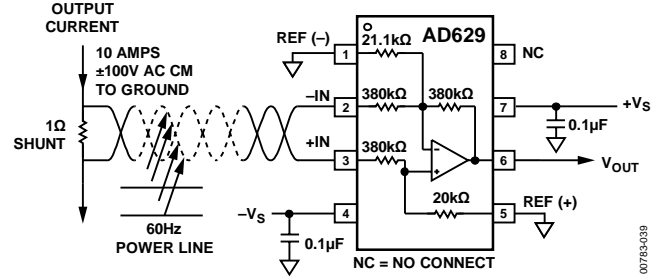 OUTPUT
CURRENT
10 AMPS
±100V AC CM
TO GROUND
1Ω
SHUNT
60Hz
POWER LINE
REF (–)
1
21.1kΩ
AD629
8
NC
–IN
2
380kΩ
380kΩ
7
+VS
0.1µF
+IN
3
380kΩ
–
+
6
VOUT
–VS
4
20kΩ
5
REF (+)
0.1µF
NC = NO CONNECT
00783-039